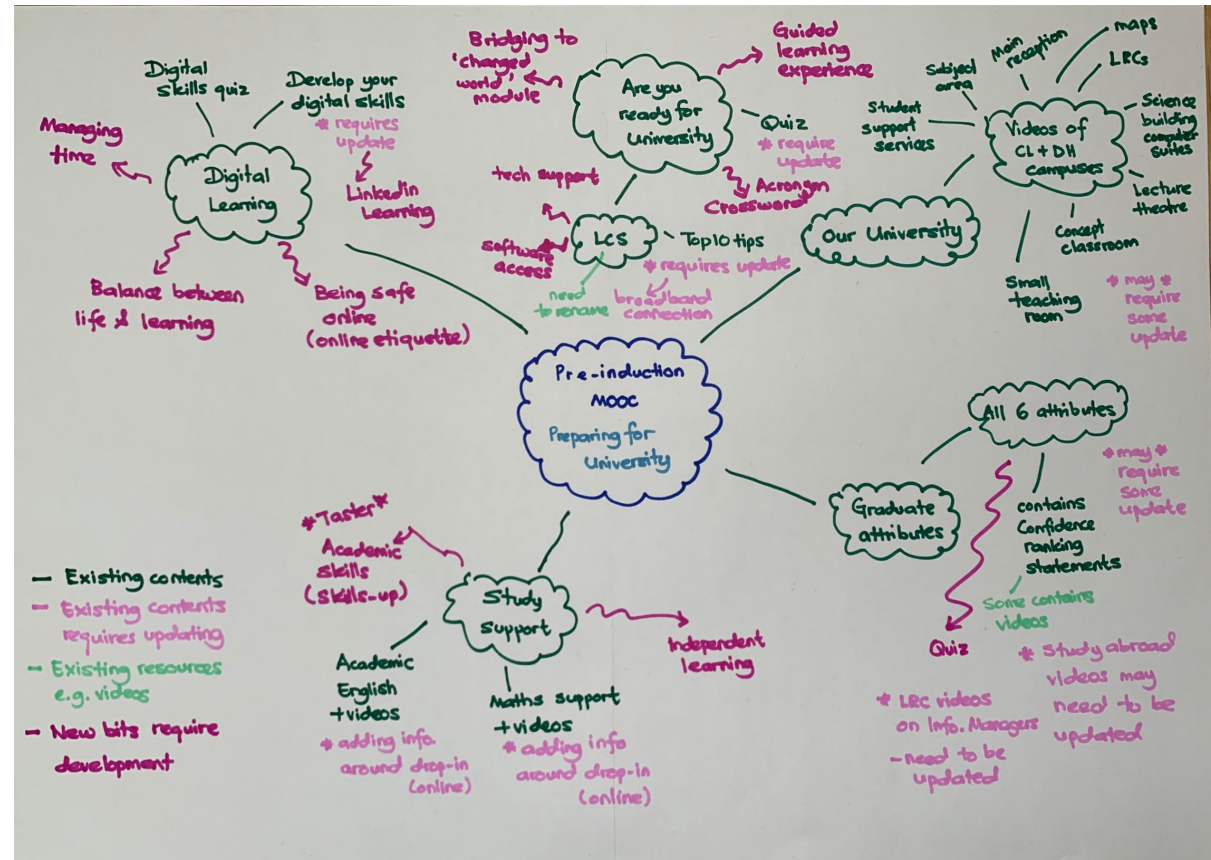 Digital
skills quiz
Develop your
digital skills
* requires
update
Linkedin
Learning
Managing
time
Digital
Learning
Balance between
life & learning
Being safe
online
(online etiquette)
Bridging to
'changed
world'
module
Are you
ready for
University
Guided
learning
experience
Quiz
* require
update
Crossword
tech support
LCS
software
access
Top 10 tips
* requires update
need
to rename
broadband
connection
Our University
Videos of
CL + DH
campuses
Student
support
services
Subject
area
Main
reception
maps
LRCs
Science
building
computer
suites
Lecture
theatre
Concept
classroom
Small
teaching
room
* may *
require
some
update
Pre-induction
MOOC
Preparing for
University
Graduate
attributes
All 6 attributes
* may *
require
some
update
contains
Confidence
ranking
statements
Some contains
videos
Quiz
* LRC videos
on Info. Managers
- need to be
updated
* Study abroad
videos may
need to be
updated
Study
Support
*Taster*
Academic
skills
(skills-up)
Academic
English
+ videos
* adding info.
around drop-in
(online)
Maths support
+ videos
* adding info
around drop-in
(online)
Independent
learning
- Existing contents
- Existing contents
requires updating
- Existing resources
e.g. videos
- New bits require
development